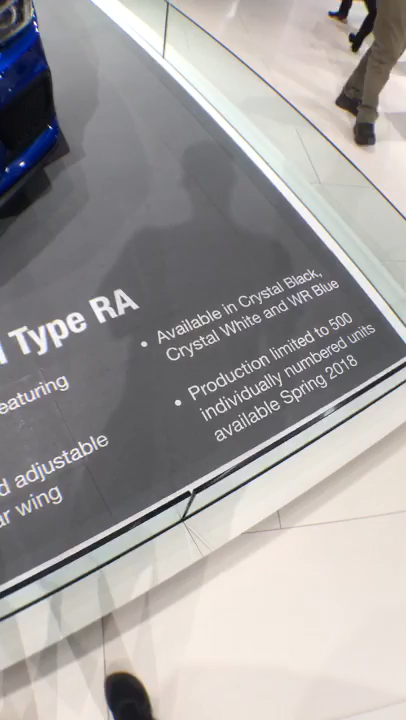 Type RA
eaturing
d adjustable
ar wing
• Available in Crystal Black,
Crystal White and WR Blue
• Production limited to 500
individually numbered units
available Spring 2018